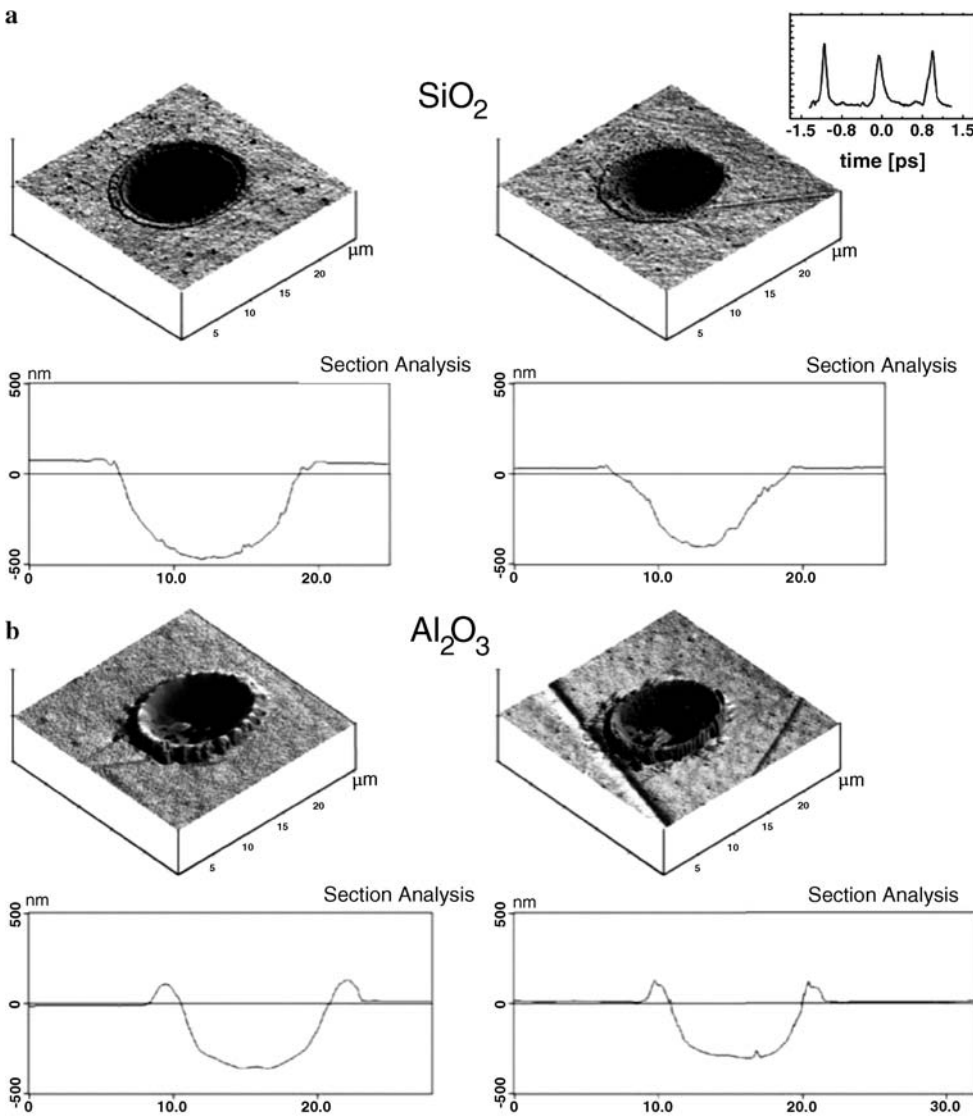 a
SiO2
-1.5 -0.8 0.0 0.8 1.5
time [ps]
5 10 15 20 μm
5 10 15 20 μm
Section Analysis
nm
500
0
-500
0 10.0 20.0
Section Analysis
nm
500
0
-500
0 10.0 20.0
b
Al2O3
5 10 15 20 μm
5 10 15 20 μm
Section Analysis
nm
500
0
-500
0 10.0 20.0
Section Analysis
nm
500
0
-500
0 10.0 20.0 30.0